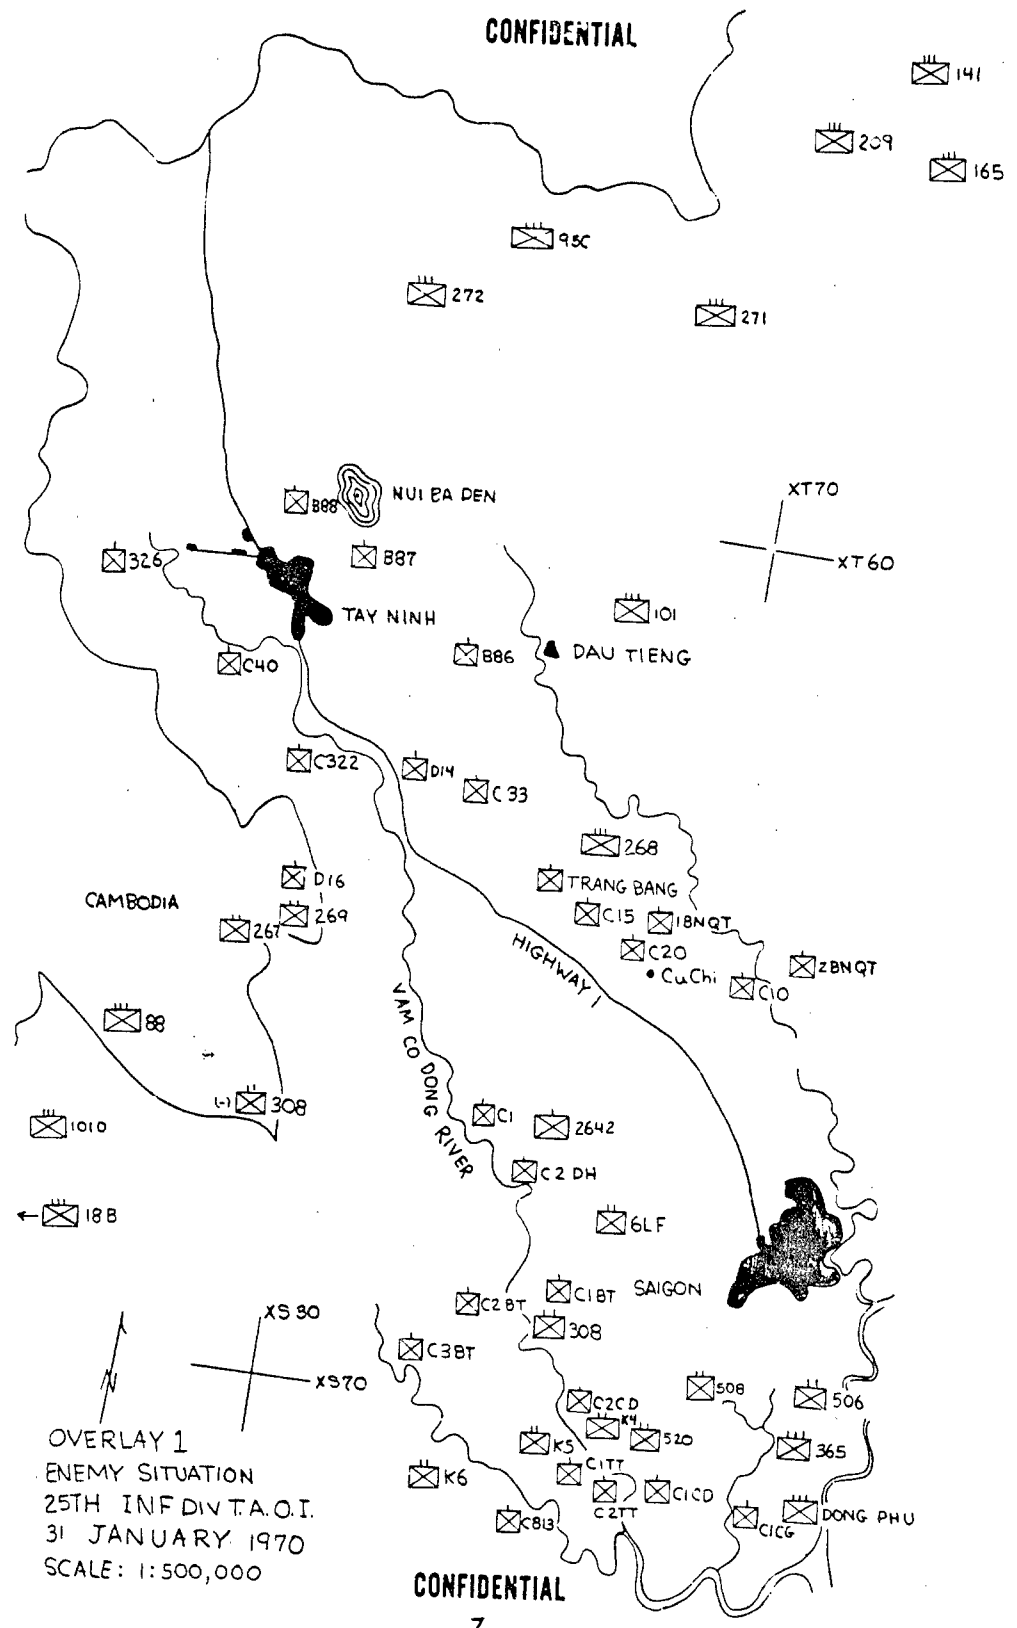 CONFIDENTIAL
141
209
165
95C
272
271
XT70
NUI BA DEN
B88
B87
326
XT60
101
TAY NINH
B86
DAU TIENG
C40
C322
D14
C33
268
D16
TRANG BANG
CAMBODIA
269
C15
267
1BNQT
HIGHWAY 1
C20
CuChi
2BNQT
C10
88
VAM CO DONG RIVER
(-) 308
C1
1010
2642
C2 DH
18B
6LF
C1BT
SAIGON
C2BT
XS80
308
C3BT
XS70
508
506
C2CD
K4
N
520
OVERLAY 1
K5
365
ENEMY SITUATION
C1TT
K6
25TH INF DIV T.A.O.I.
C1CD
C2TT
31 JANUARY 1970
C813
C1CG
DONG PHU
SCALE: 1:500,000
CONFIDENTIAL
7